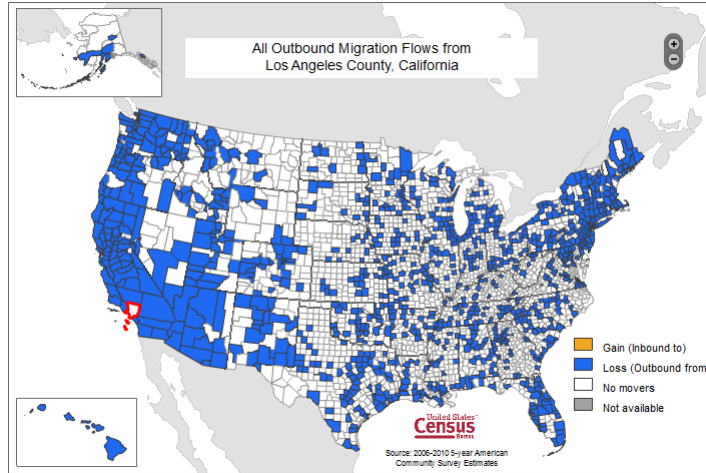 All Outbound Migration Flows from
Los Angeles County, California
+
−
Gain (Inbound to)
Loss (Outbound from
No movers
Not available
United States™
Census
Bureau
Source: 2006-2010 5-year American
Community Survey Estimates